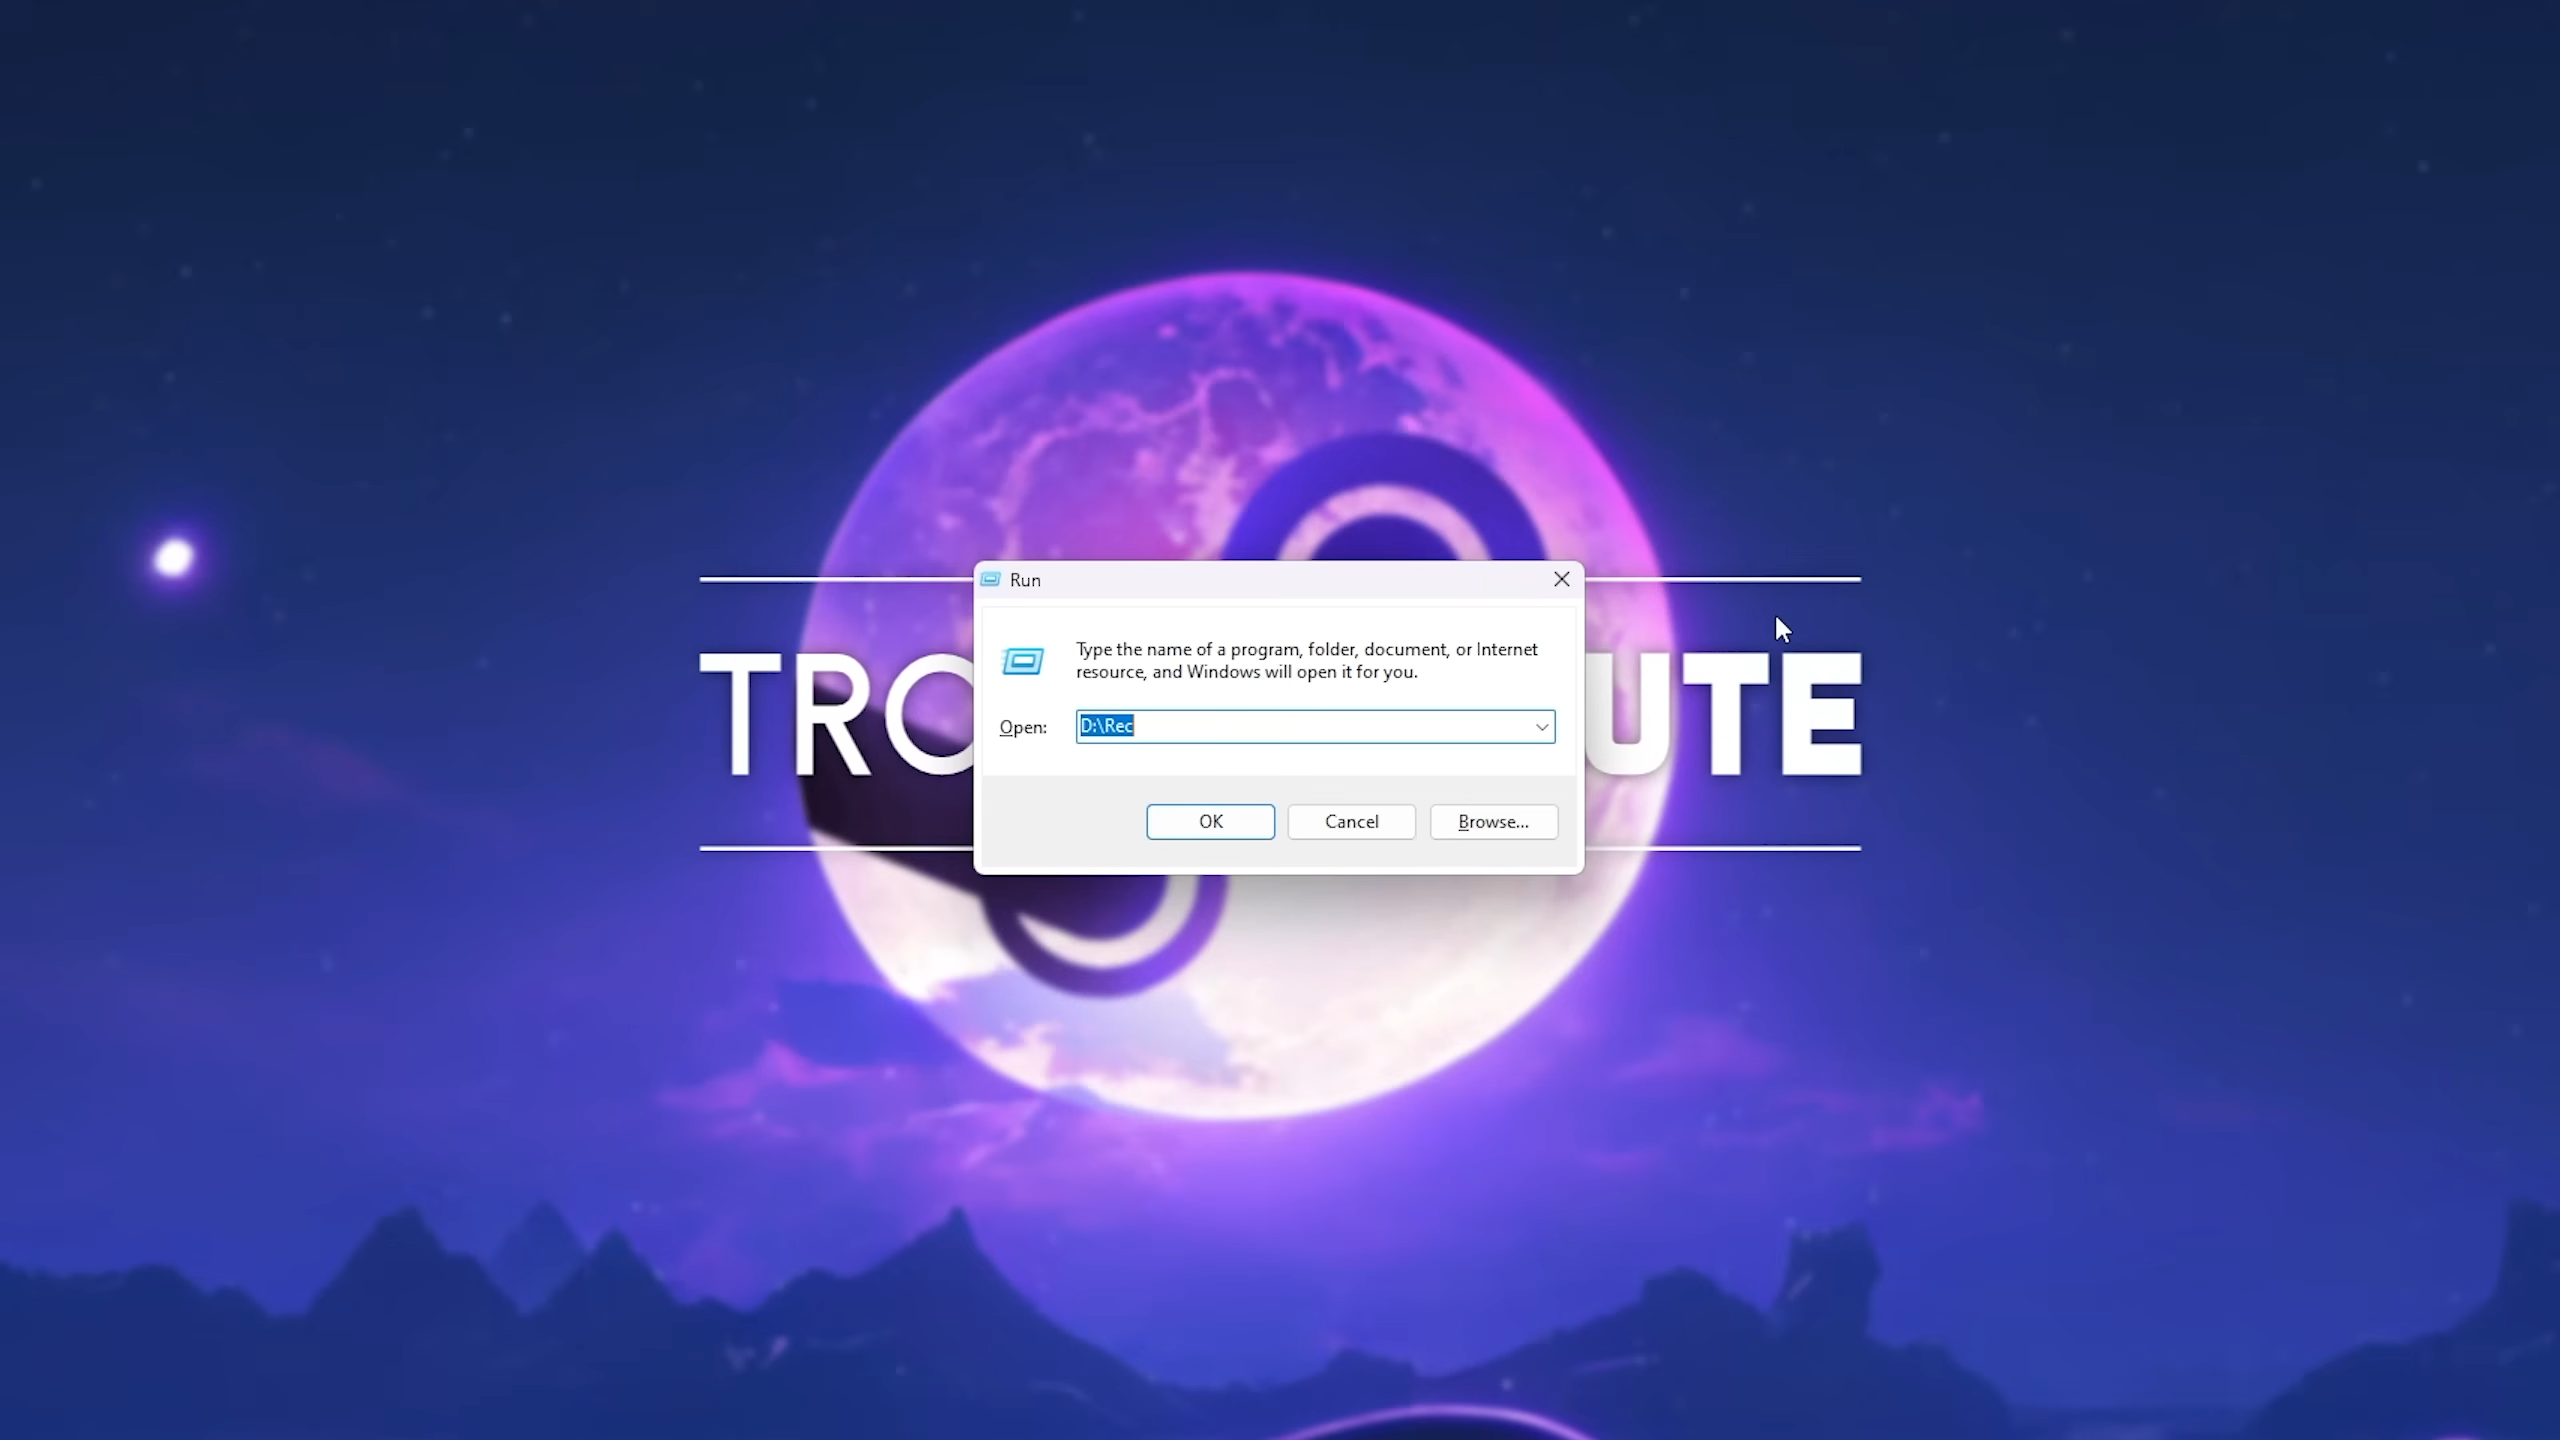 Run
TRO
UTE
Type the name of a program, folder, document, or Internet
resource, and Windows will open it for you.
Open: D:\Rec
OK Cancel Browse...